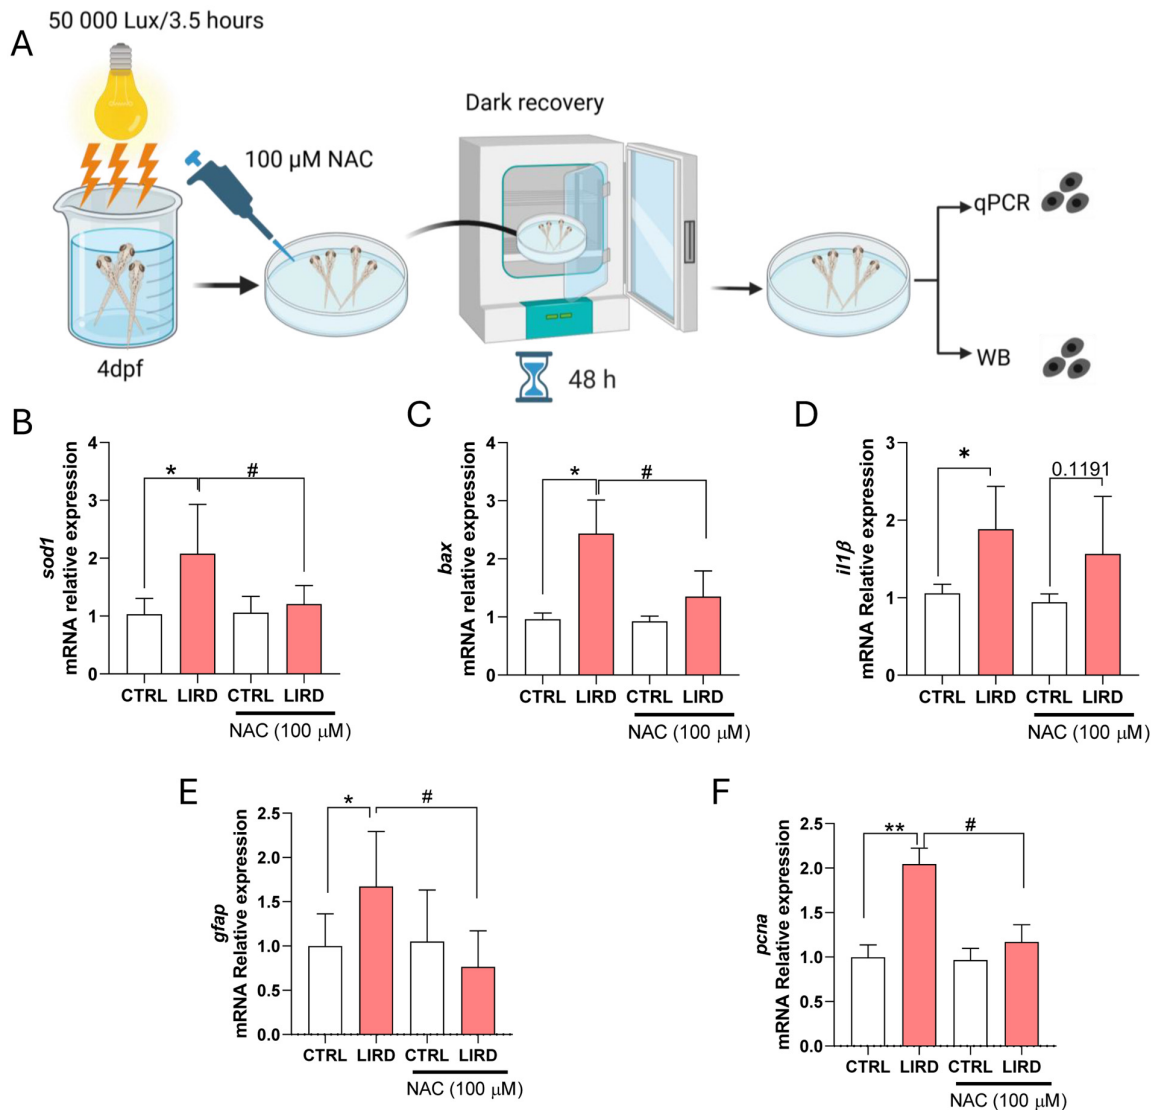 50 000 Lux/3.5 hours
A
Dark recovery
100 μM NAC
qPCR
4dpf
48 h
WB
B
sod1
mRNA relative expression
4
3
2
1
0
*
#
CTRL LIRD CTRL LIRD
NAC (100 μM)
C
bax
mRNA relative expression
4
3
2
1
0
*
#
CTRL LIRD CTRL LIRD
NAC (100 μM)
D
il1β
mRNA Relative expression
3
2
1
0
*
0.1191
CTRL LIRD CTRL LIRD
NAC (100 μM)
E
gfap
mRNA Relative expression
2.5
2.0
1.5
1.0
0.5
0.0
*
#
CTRL LIRD CTRL LIRD
NAC (100 μM)
F
pcna
mRNA Relative expression
2.5
2.0
1.5
1.0
0.5
0.0
**
#
CTRL LIRD CTRL LIRD
NAC (100 μM)